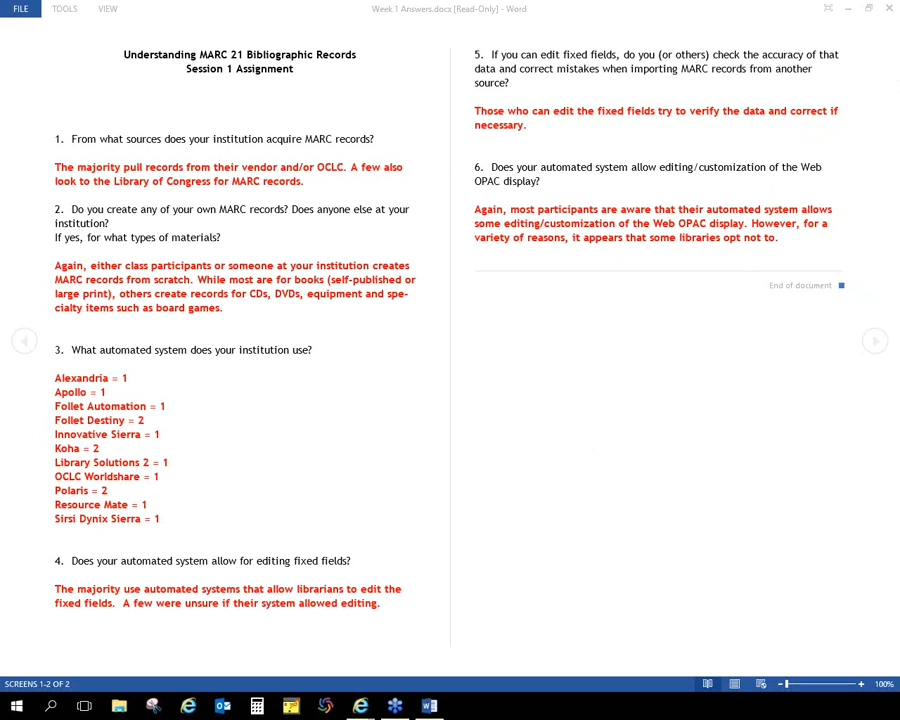 FILE TOOLS VIEW
Week 1 Answers.docx [Read-Only] - Word
Understanding MARC 21 Bibliographic Records
Session 1 Assignment
1. From what sources does your institution acquire MARC records?
The majority pull records from their vendor and/or OCLC. A few also
look to the Library of Congress for MARC records.
2. Do you create any of your own MARC records? Does anyone else at your
institution?
If yes, for what types of materials?
Again, either class participants or someone at your institution creates
MARC records from scratch. While most are for books (self-published or
large print), others create records for CDs, DVDs, equipment and spe-
cialty items such as board games.
3. What automated system does your institution use?
Alexandria = 1
Apollo = 1
Follet Automation = 1
Follet Destiny = 2
Innovative Sierra = 1
Koha = 2
Library Solutions 2 = 1
OCLC Worldshare = 1
Polaris = 2
Resource Mate = 1
Sirsi Dynix Sierra = 1
4. Does your automated system allow for editing fixed fields?
The majority use automated systems that allow librarians to edit the
fixed fields. A few were unsure if their system allowed editing.
5. If you can edit fixed fields, do you (or others) check the accuracy of that
data and correct mistakes when importing MARC records from another
source?
Those who can edit the fixed fields try to verify the data and correct if
necessary.
6. Does your automated system allow editing/customization of the Web
OPAC display?
Again, most participants are aware that their automated system allows
some editing/customization of the Web OPAC display. However, for a
variety of reasons, it appears that some libraries opt not to.
End of document
SCREENS 1-2 OF 2
100%